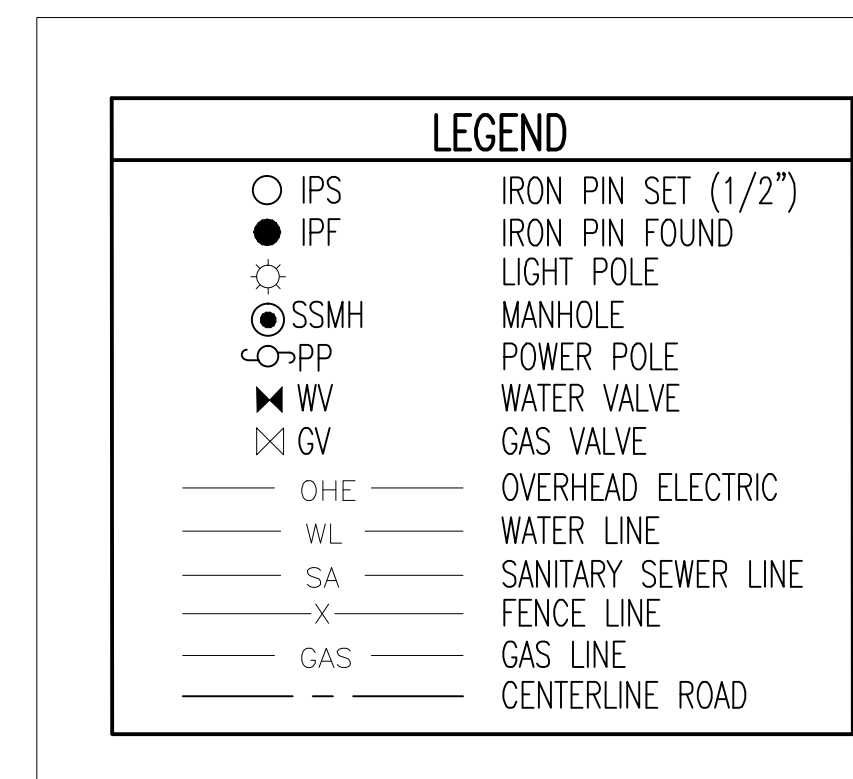 LEGEND
IPS IRON PIN SET (1/2")
IPF IRON PIN FOUND
LIGHT POLE
SSMH MANHOLE
PP POWER POLE
WV WATER VALVE
GV GAS VALVE
OHE OVERHEAD ELECTRIC
WL WATER LINE
SA SANITARY SEWER LINE
X FENCE LINE
GAS GAS LINE
CENTERLINE ROAD